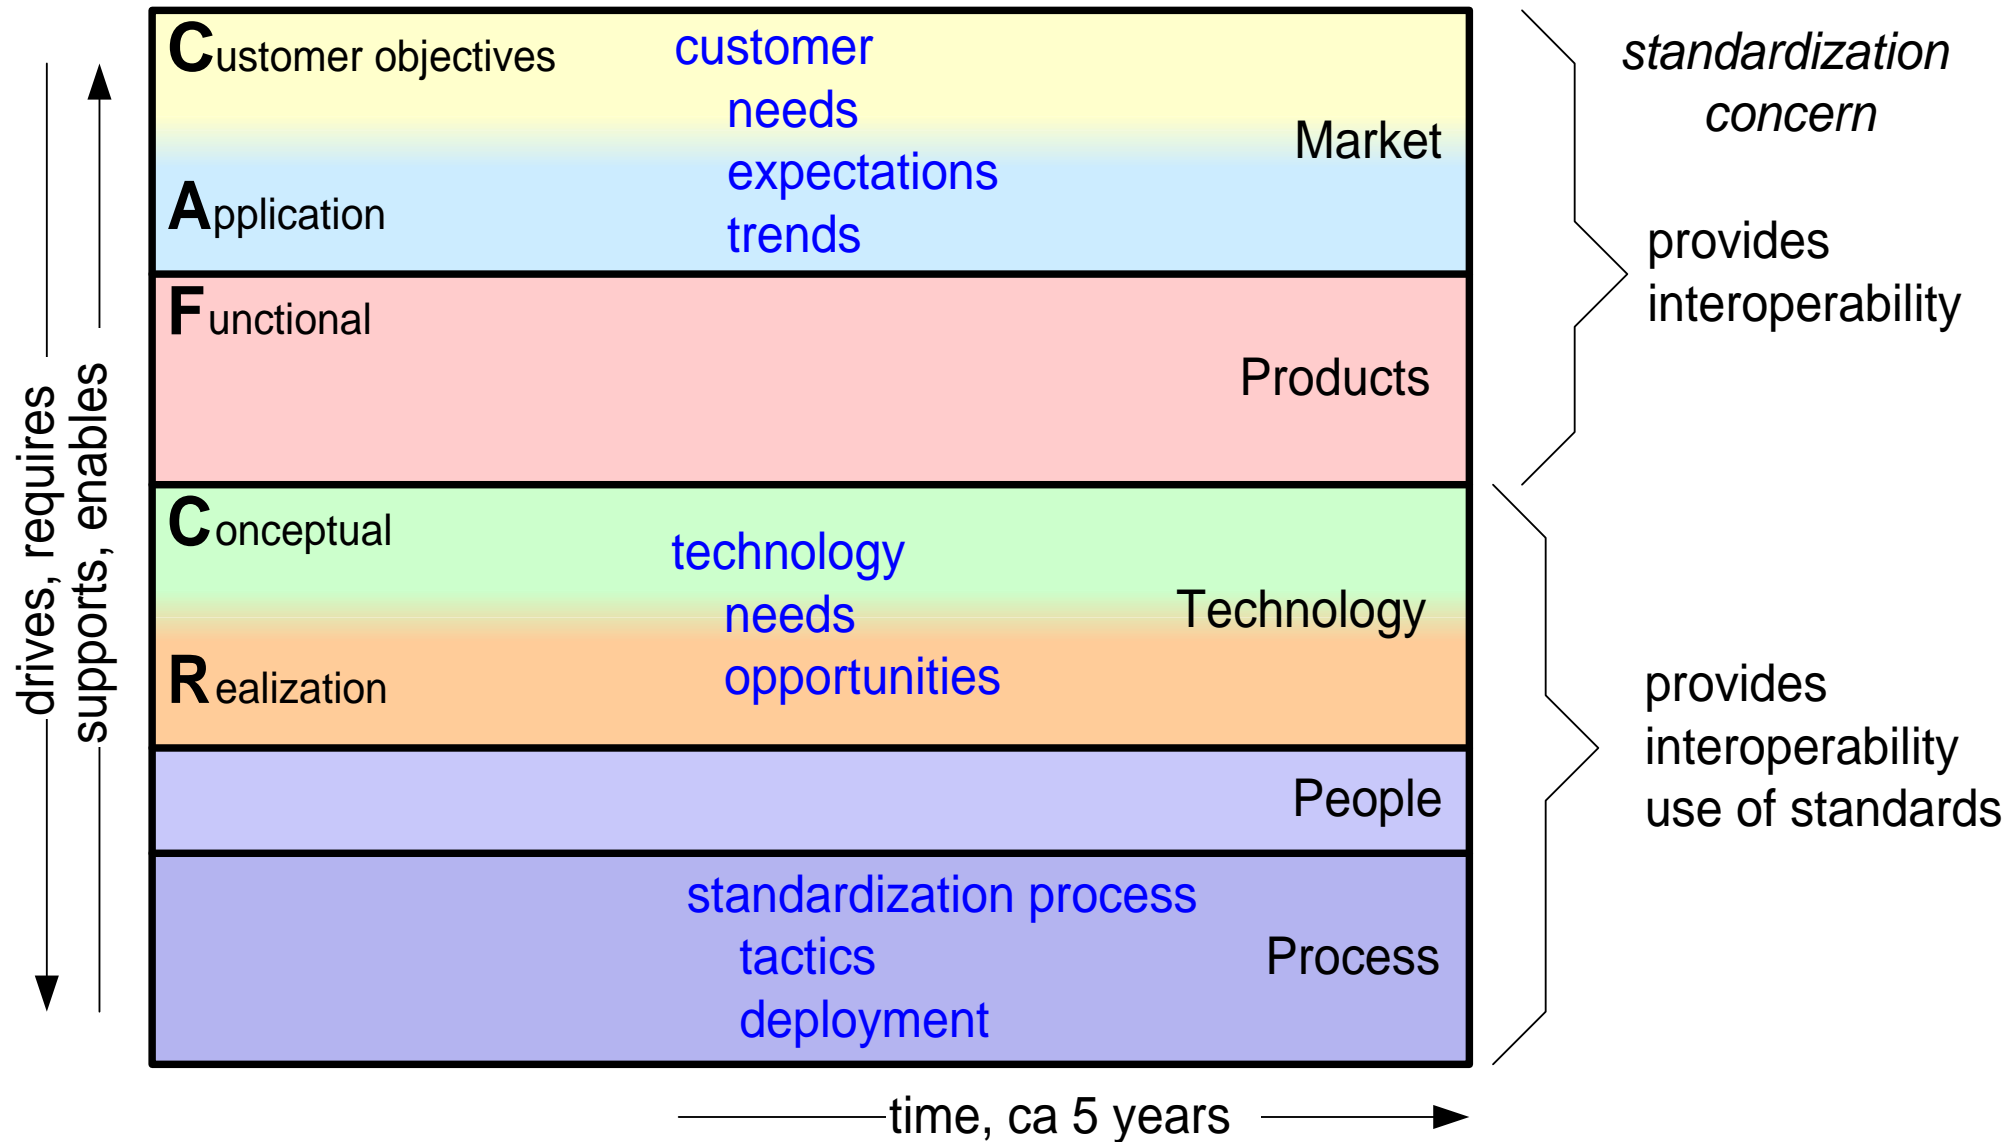 Customer objectives
customer
needs
expectations
trends
Market
Application
Functional
Products
Conceptual
technology
needs
opportunities
Technology
Realization
People
standardization process
tactics
deployment
Process
drives, requires
supports, enables
standardization
concern
provides
interoperability
provides
interoperability
use of standards
time, ca 5 years